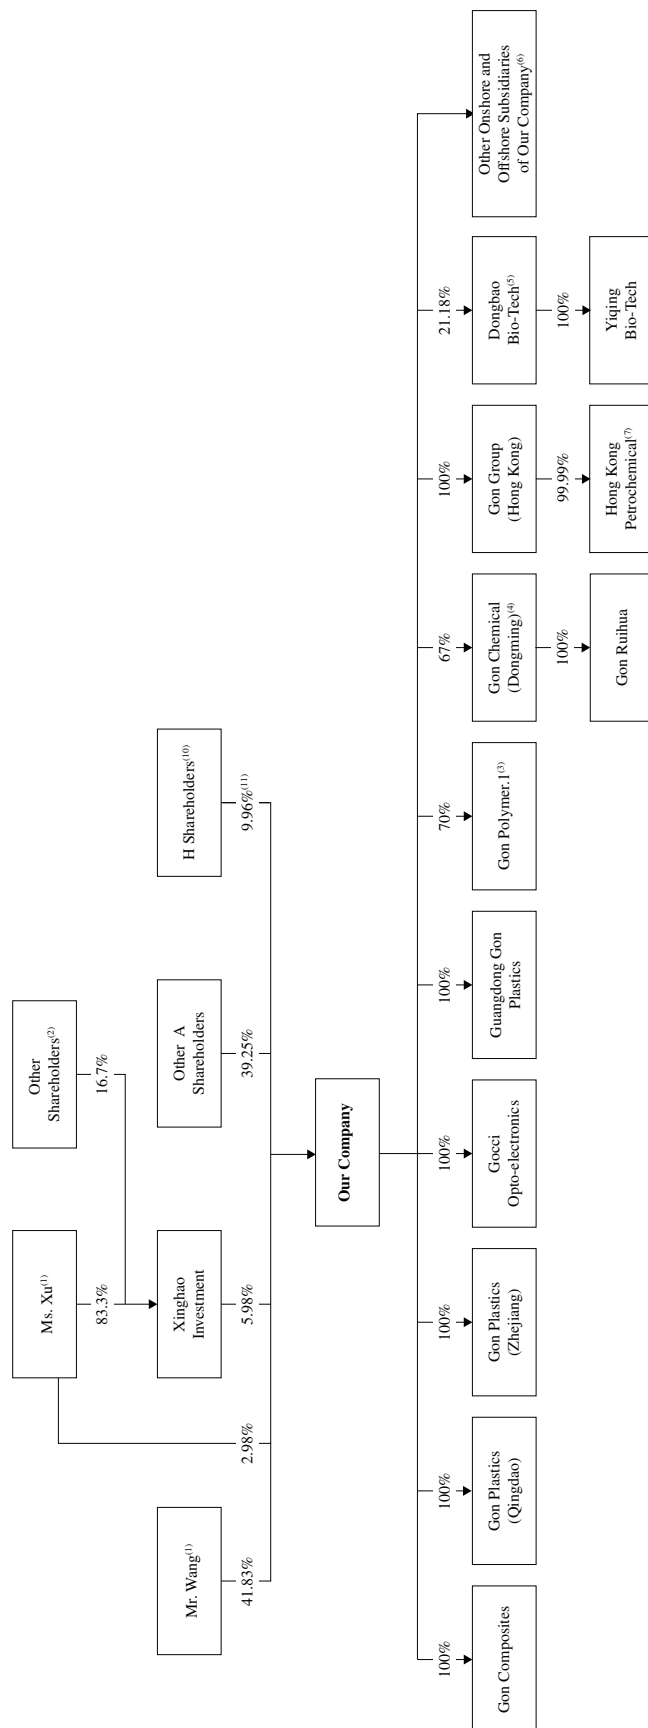 Ms. Xu(1)
Other
Shareholders(2)
83.3%
16.7%
Mr. Wang(1)
Xinghao
Investment
Other A
Shareholders
H Shareholders(10)
41.83%
2.98%
5.98%
39.25%
9.96%(11)
Our Company
100%
100%
100%
100%
100%
70%
67%
100%
21.18%
Gon Composites
Gon Plastics
(Qingdao)
Gon Plastics
(Zhejiang)
Gocci
Opto-electronics
Guangdong Gon
Plastics
Gon Polymer.1(3)
Gon Chemical
(Dongming)(4)
Gon Group
(Hong Kong)
Dongbao
Bio-Tech(5)
Other Onshore and
Offshore Subsidiaries
of Our Company(6)
100%
99.99%
100%
Gon Ruihua
Hong Kong
Petrochemical(7)
Yiqing
Bio-Tech